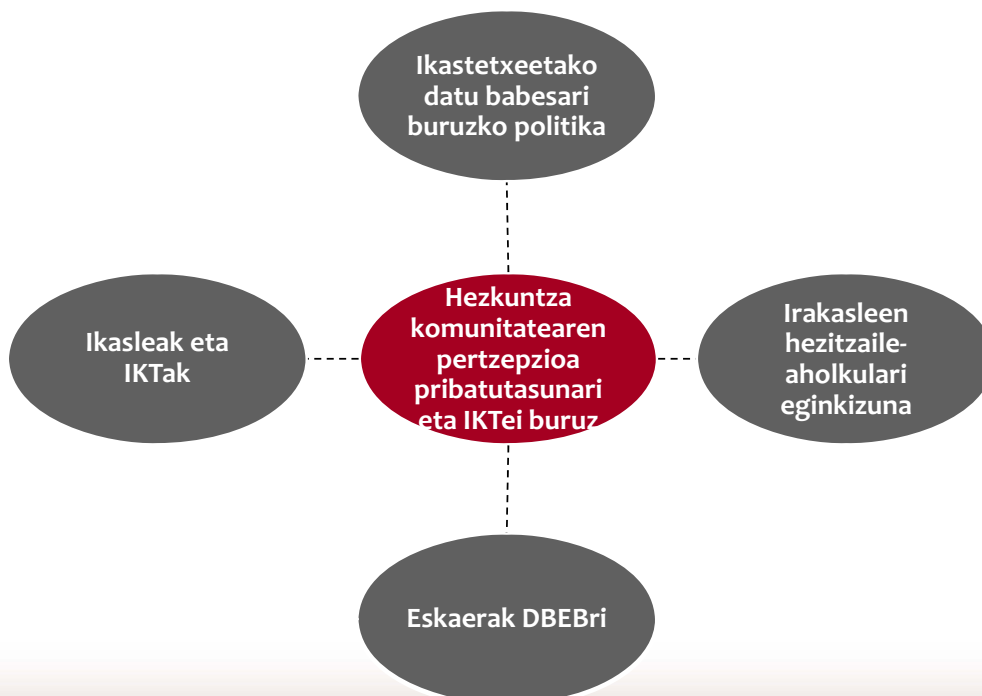 Ikastetxeetako
datu babesari
buruzko politika
Ikasleak eta
IKTak
Hezkuntza
komunitatearen
pertzepzioa
pribatutasunari
eta IKTei buruz
Irakasleen
hezitzaile-
aholkulari
eginkizuna
Eskaerak DBEBri